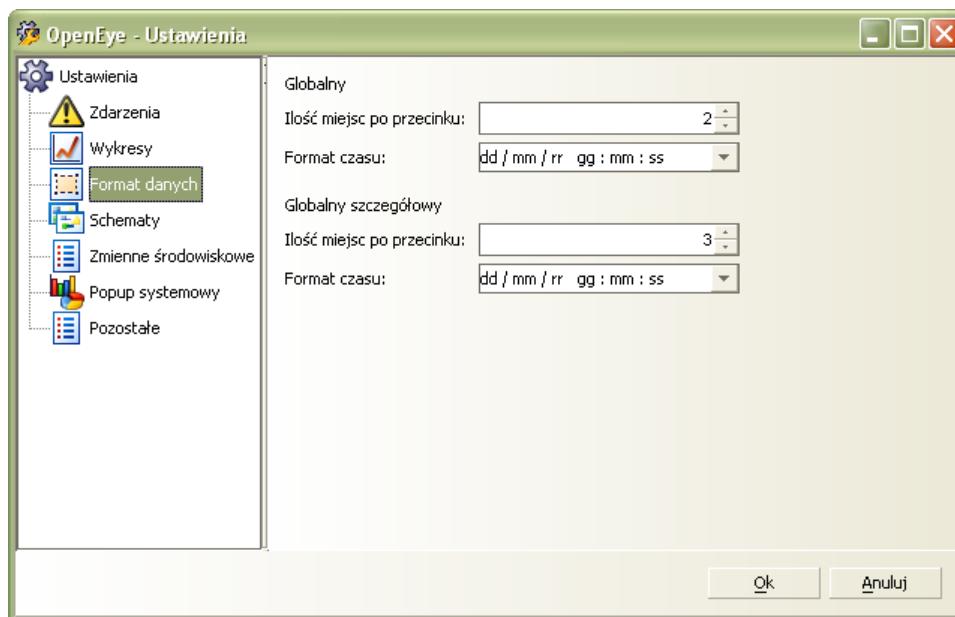 OpenEye - Ustawienia
Ustawienia
Zdarzenia
Wykresy
Format danych
Schematy
Zmienne środowiskowe
Popup systemowy
Pozostałe
Globalny
Ilość miejsc po przecinku: 2
Format czasu: dd / mm / rr gg : mm : ss
Globalny szczegółowy
Ilość miejsc po przecinku: 3
Format czasu: dd / mm / rr gg : mm : ss
Ok Anuluj